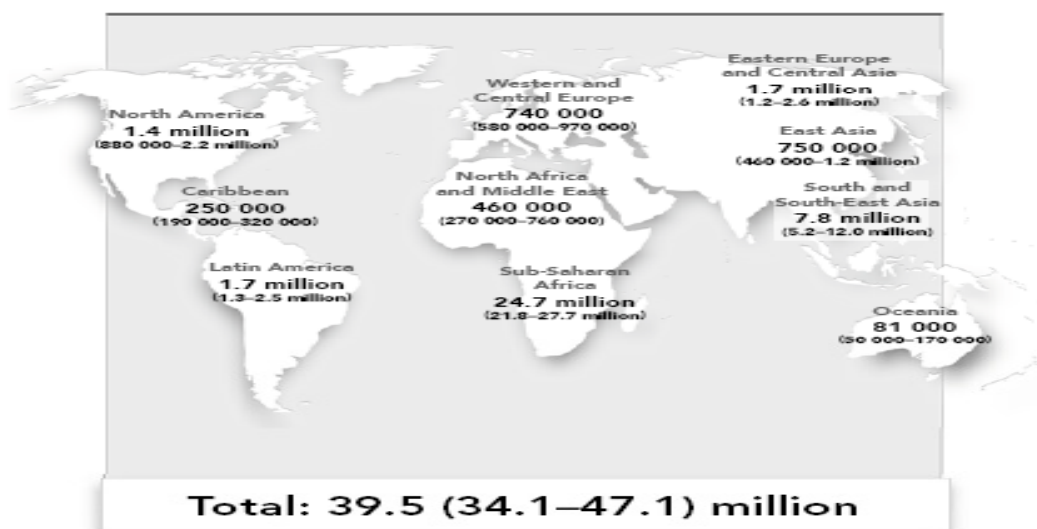 North America
1.4 million
(880 000–2.2 million)
Caribbean
250 000
(190 000–320 000)
Latin America
1.7 million
(1.3–2.5 million)
Western and
Central Europe
740 000
(580 000–970 000)
North Africa
and Middle East
460 000
(270 000–760 000)
Sub-Saharan
Africa
24.7 million
(21.8–27.7 million)
Eastern Europe
and Central Asia
1.7 million
(1.2–2.6 million)
East Asia
750 000
(460 000–1.2 million)
South and
South-East Asia
7.8 million
(5.2–12.0 million)
Oceania
81 000
(50 000–170 000)
Total: 39.5 (34.1–47.1) million